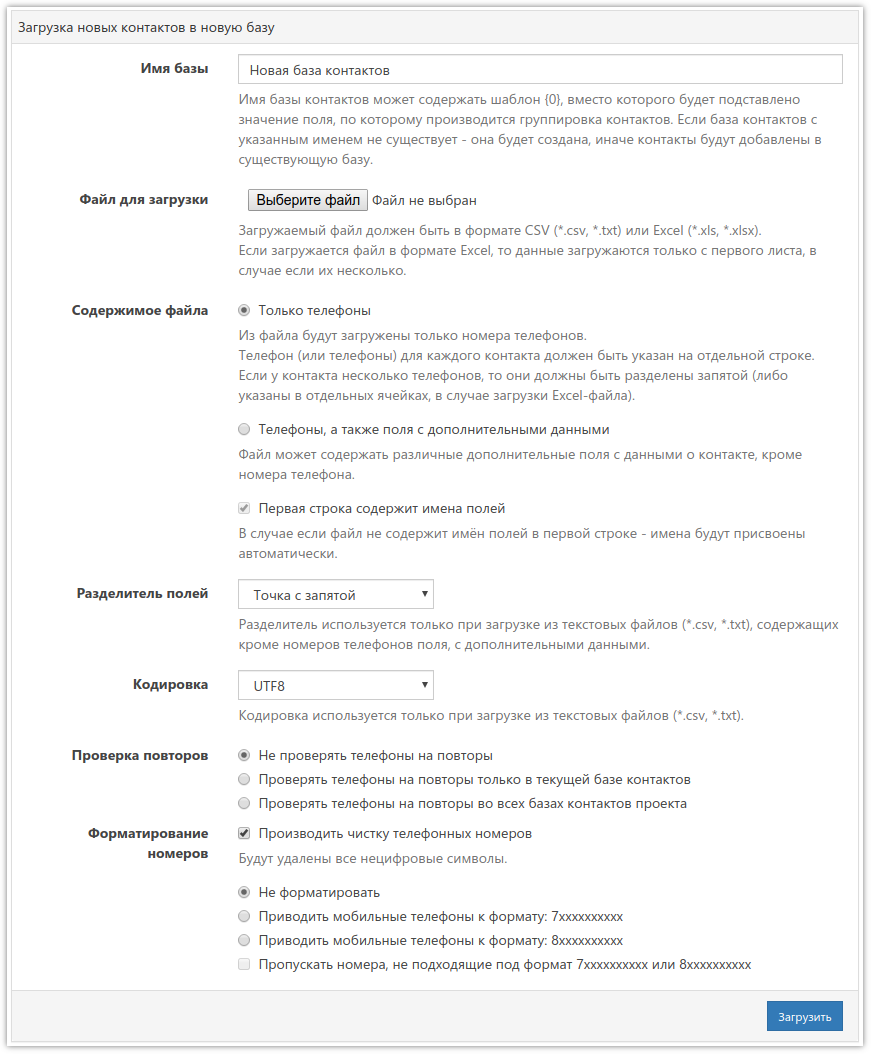 Загрузка новых контактов в новую базу
Имя базы
Новая база контактов
Имя базы контактов может содержать шаблон {0}, вместо которого будет подставлено
значение поля, по которому производится группировка контактов. Если база контактов с
указанным именем не существует - она будет создана, иначе контакты будут добавлены в
существующую базу.
Файл для загрузки
Выберите файл Файл не выбран
Загружаемый файл должен быть в формате CSV (*.csv, *.txt) или Excel (*.xls, *.xlsx).
Если загружается файл в формате Excel, то данные загружаются только с первого листа, в
случае если их несколько.
Содержимое файла
Только телефоны
Из файла будут загружены только номера телефонов.
Телефон (или телефоны) для каждого контакта должен быть указан на отдельной строке.
Если у контакта несколько телефонов, то они должны быть разделены запятой (либо
указаны в отдельных ячейках, в случае загрузки Excel-файла).
Телефоны, а также поля с дополнительными данными
Файл может содержать различные дополнительные поля с данными о контакте, кроме
номера телефона.
Первая строка содержит имена полей
В случае если файл не содержит имён полей в первой строке - имена будут присвоены
автоматически.
Разделитель полей
Точка с запятой
Разделитель используется только при загрузке из текстовых файлов (*.csv, *.txt), содержащих
кроме номеров телефонов поля, с дополнительными данными.
Кодировка
UTF8
Кодировка используется только при загрузке из текстовых файлов (*.csv, *.txt).
Проверка повторов
Не проверять телефоны на повторы
Проверять телефоны на повторы только в текущей базе контактов
Проверять телефоны на повторы во всех базах контактов проекта
Форматирование
номеров
Производить чистку телефонных номеров
Будут удалены все нецифровые символы.
Не форматировать
Приводить мобильные телефоны к формату: 7xxxxxxxxxx
Приводить мобильные телефоны к формату: 8xxxxxxxxxx
Пропускать номера, не подходящие под формат 7xxxxxxxxxx или 8xxxxxxxxxx
Загрузить